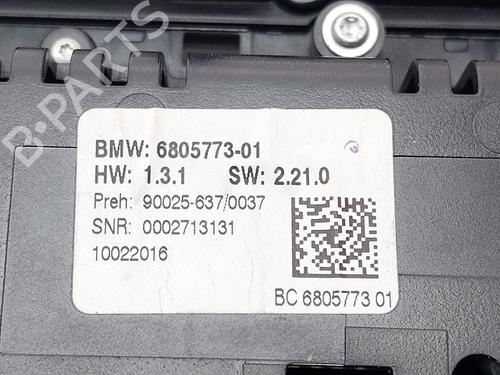 B-PARTS
BMW: 6805773-01
HW: 1.3.1 SW: 2.21.0
Preh: 90025-637/0037
SNR: 0002713131
10022016
BC 6805773 01